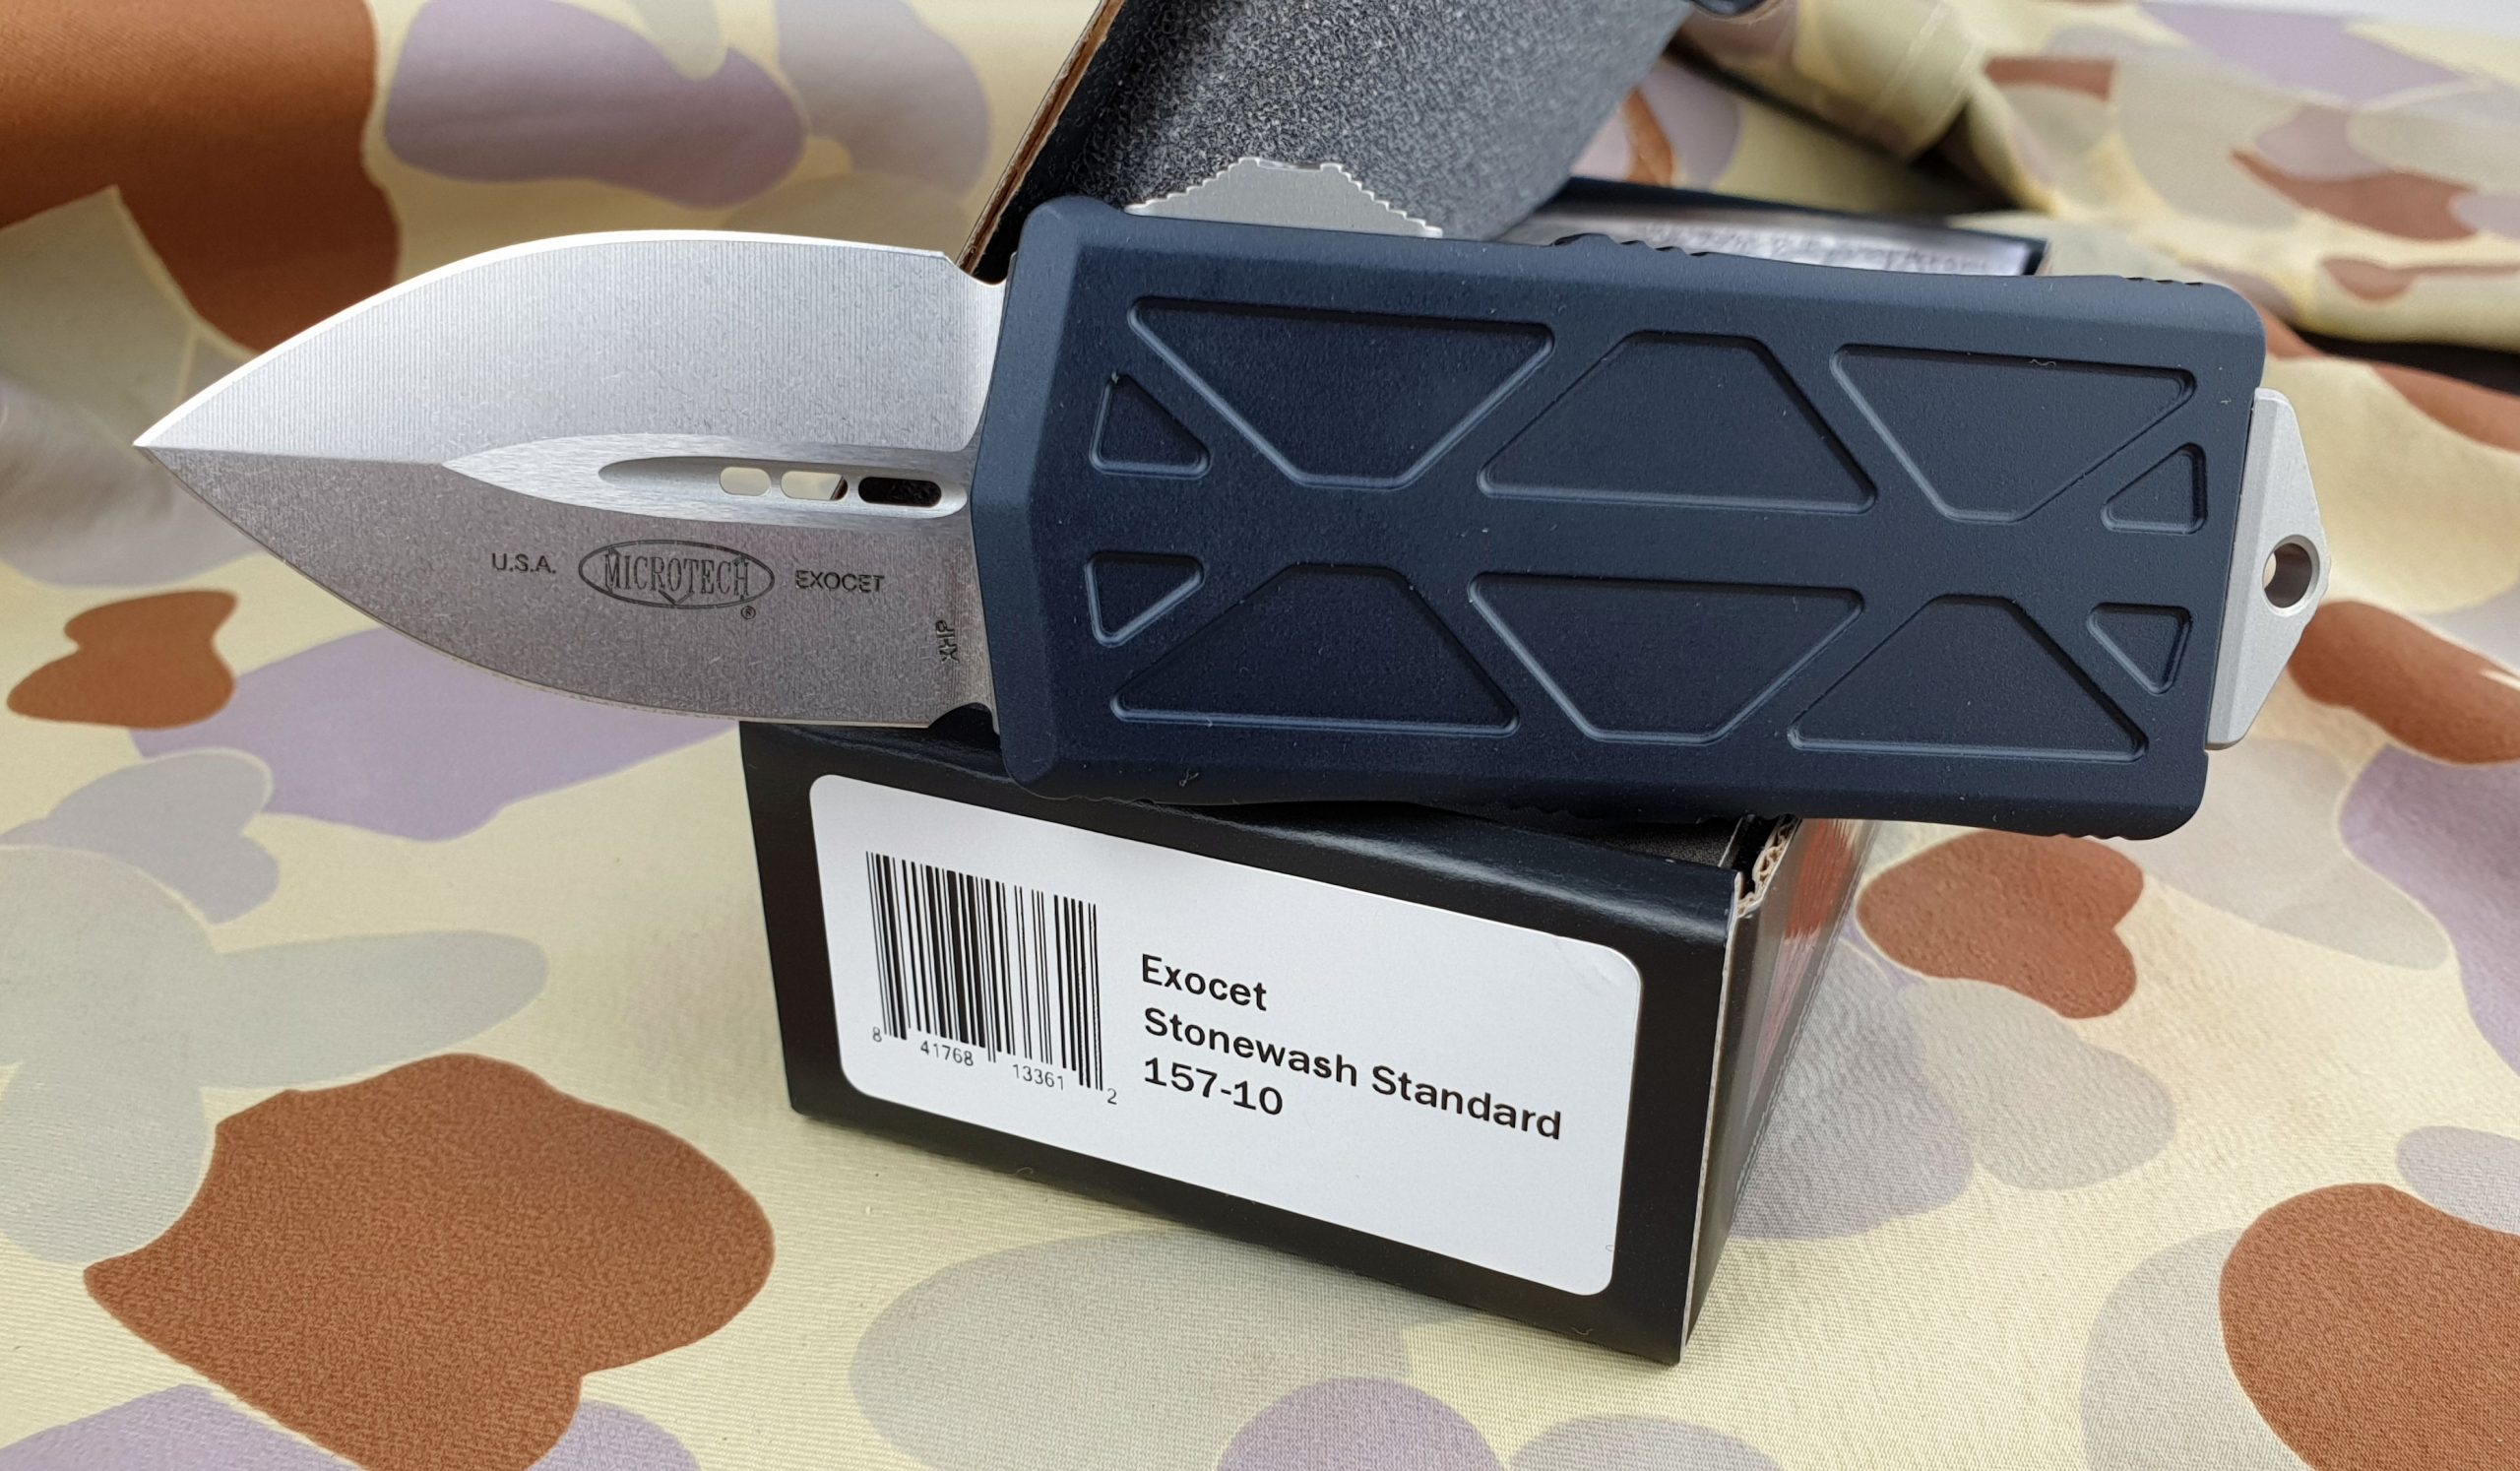 U.S.A. MICROTECH® EXOCET
XHP
Exocet
Stonewash Standard
157-10
8 41768 13361 2